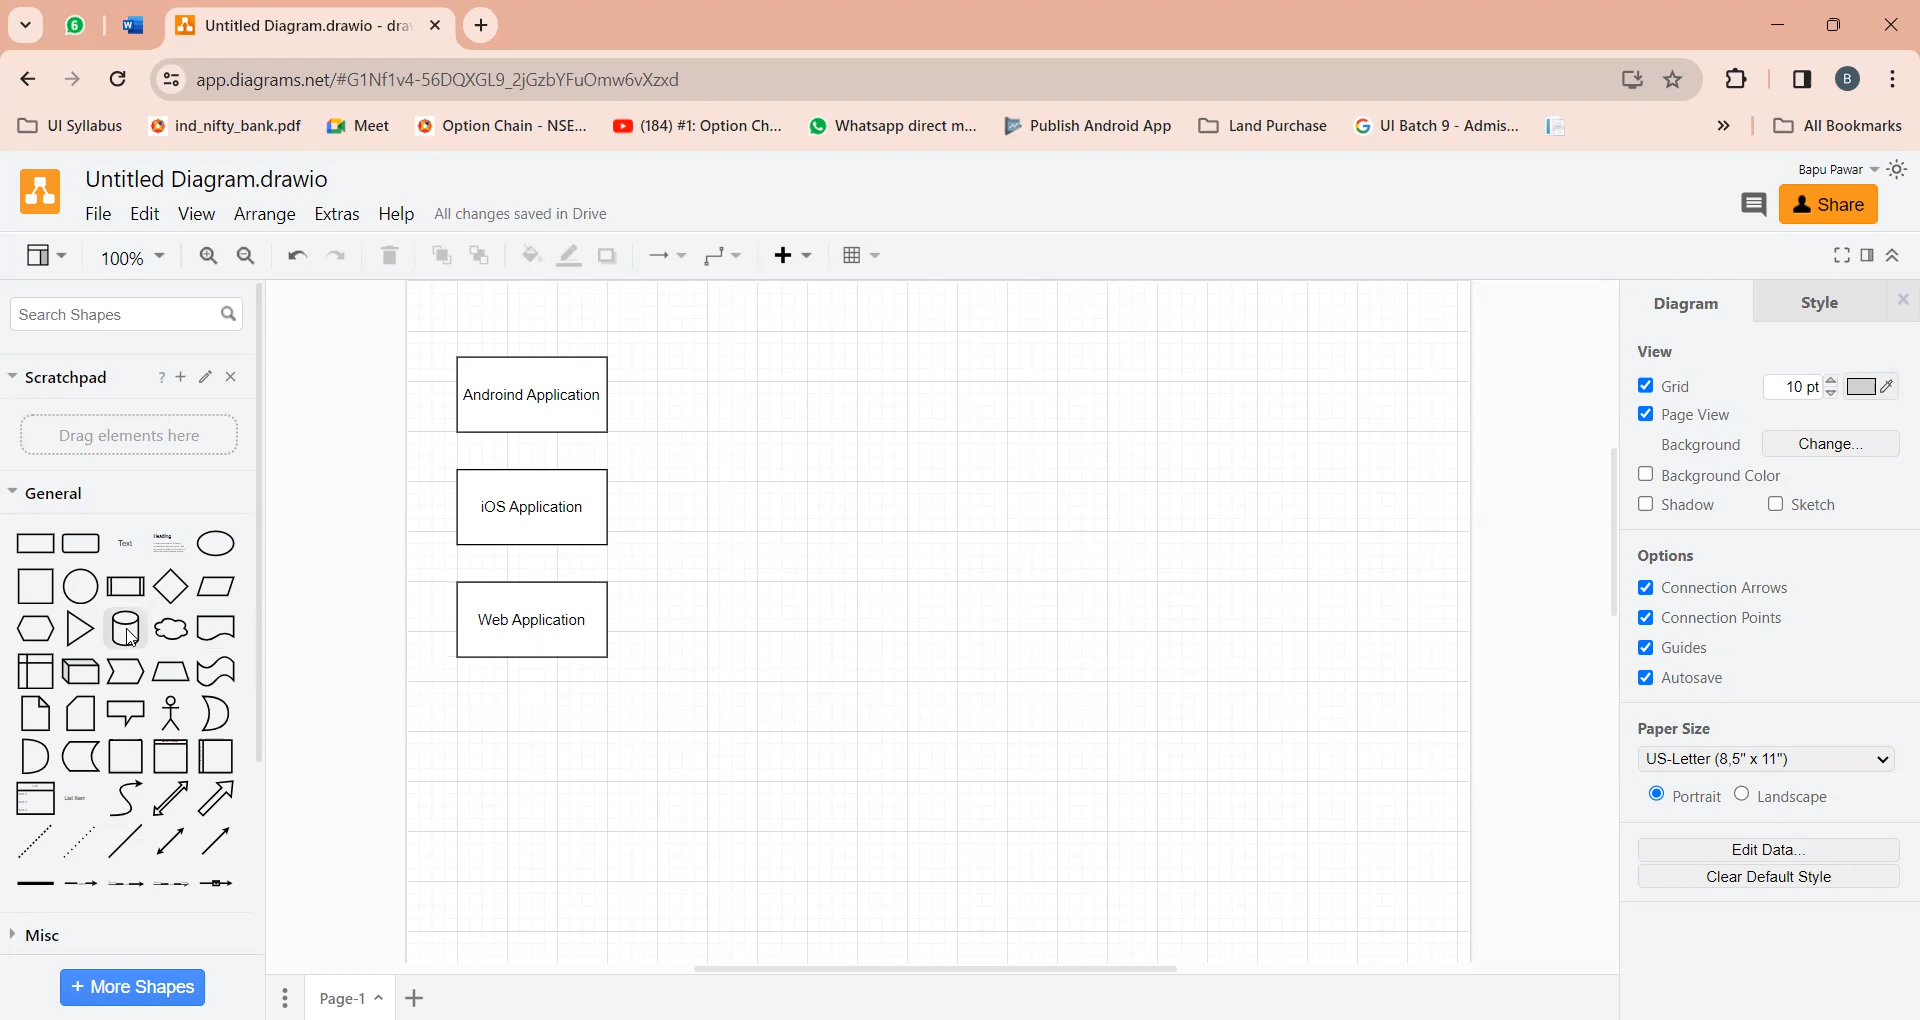 6 W Untitled Diagram.drawio - dra
app.diagrams.net/#G1Nf1v4-56DQXGL9_2jGzbYFuOmw6vXzxd B
UI Syllabus ind_nifty_bank.pdf Meet Option Chain - NSE... (184) #1: Option Ch... Whatsapp direct m... Publish Android App Land Purchase UI Batch 9 - Admis... » All Bookmarks
Untitled Diagram.drawio
Bapu Pawar
File Edit View Arrange Extras Help All changes saved in Drive
Share
100%
Search Shapes
Diagram Style
View
Scratchpad ?
Grid 10 pt
Page View
Drag elements here
Background Change...
Background Color
General
Shadow Sketch
Text Heading
Options
Connection Arrows
Connection Points
Guides
Autosave
Paper Size
US-Letter (8,5" x 11")
Portrait Landscape
List Item
Edit Data...
Clear Default Style
Misc
+ More Shapes
Page-1
Androind Application
iOS Application
Web Application